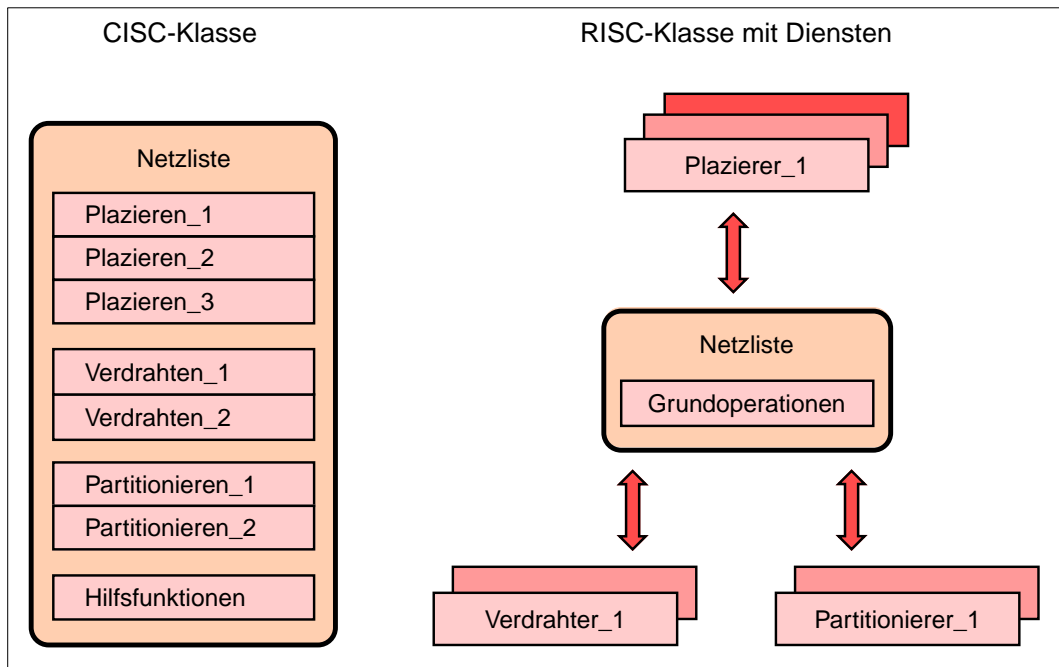 CISC-Klasse
Netzliste
Plazieren_1
Plazieren_2
Plazieren_3
Verdrahten_1
Verdrahten_2
Partitionieren_1
Partitionieren_2
Hilfsfunktionen
RISC-Klasse mit Diensten
Plazierer_1
Netzliste
Grundoperationen
Verdrahter_1
Partitionierer_1